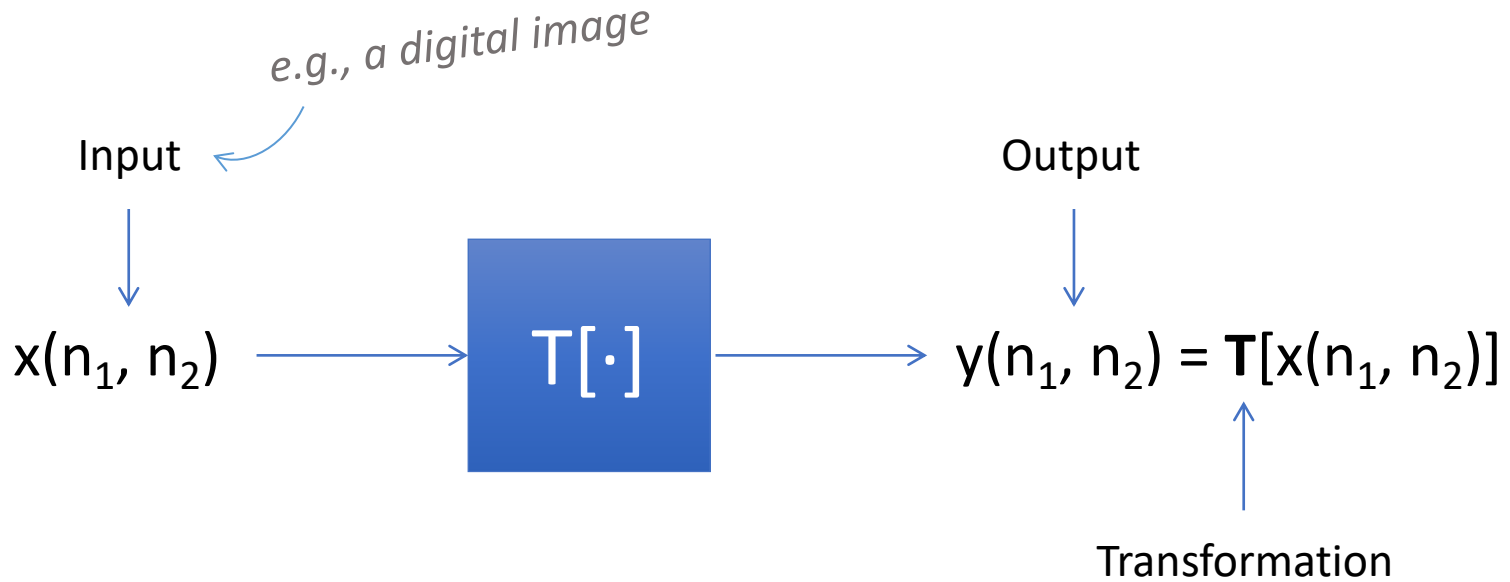 e.g., a digital image
Input
Output
x(n₁, n₂)
T[·]
y(n₁, n₂) = T[x(n₁, n₂)]
Transformation